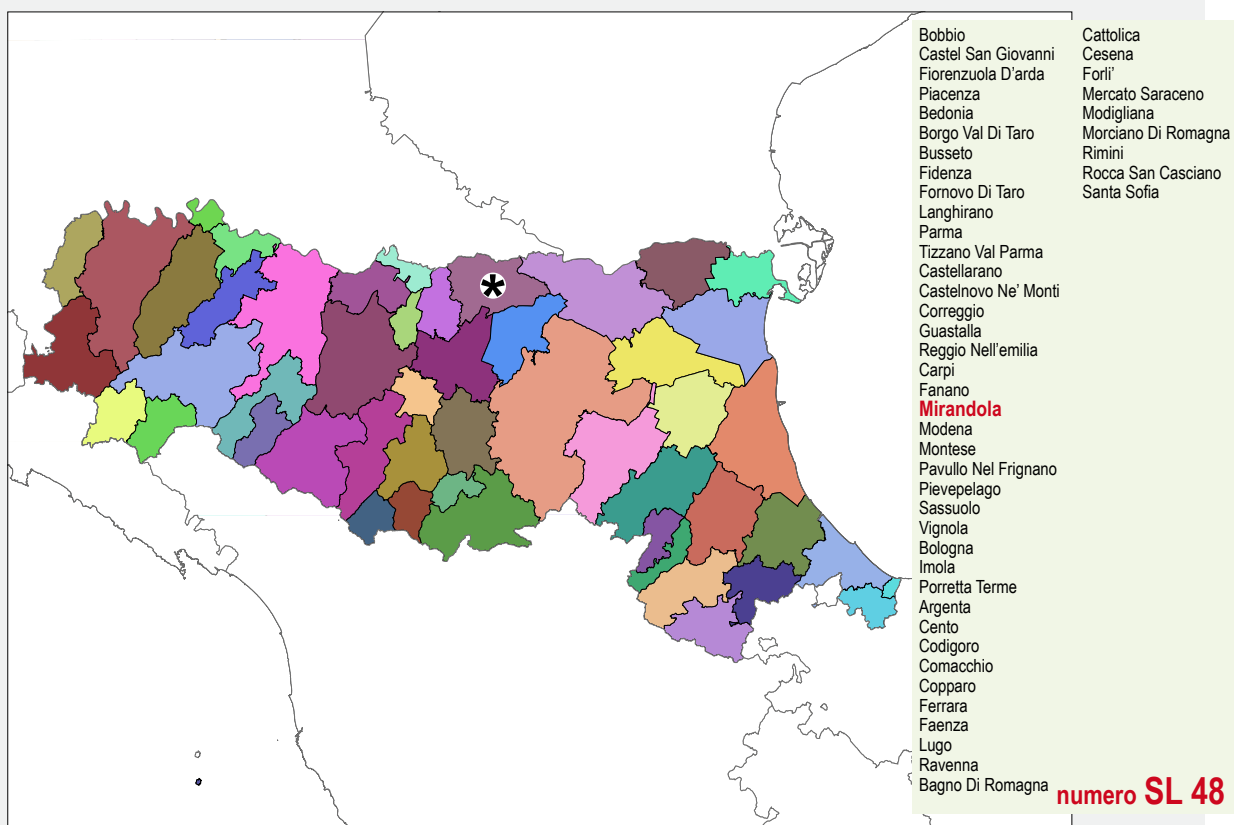 Bobbio
Castel San Giovanni
Fiorenzuola D'arda
Piacenza
Bedonia
Borgo Val Di Taro
Busseto
Fidenza
Fornovo Di Taro
Langhirano
Parma
Tizzano Val Parma
Castellarano
Castelnovo Ne' Monti
Correggio
Guastalla
Reggio Nell'emilia
Carpi
Fanano
Mirandola
Modena
Montese
Pavullo Nel Frignano
Pievepelago
Sassuolo
Vignola
Bologna
Imola
Porretta Terme
Argenta
Cento
Codigoro
Comacchio
Copparo
Ferrara
Faenza
Lugo
Ravenna
Bagno Di Romagna
Cattolica
Cesena
Forli'
Mercato Saraceno
Modigliana
Morciano Di Romagna
Rimini
Rocca San Casciano
Santa Sofia
numero SL 48
*